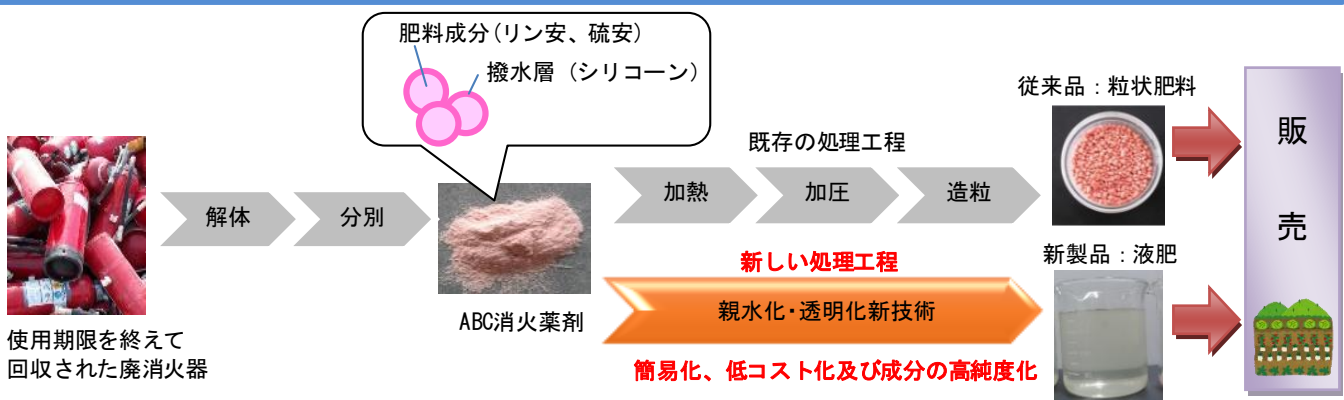 肥料成分(リン安、硫安)
撥水層 (シリコーン)
使用期限を終えて
回収された廃消火器
解体
分別
ABC消火薬剤
既存の処理工程
加熱
加圧
造粒
新しい処理工程
親水化・透明化新技術
簡易化、低コスト化及び成分の高純度化
従来品：粒状肥料
新製品：液肥
販
売